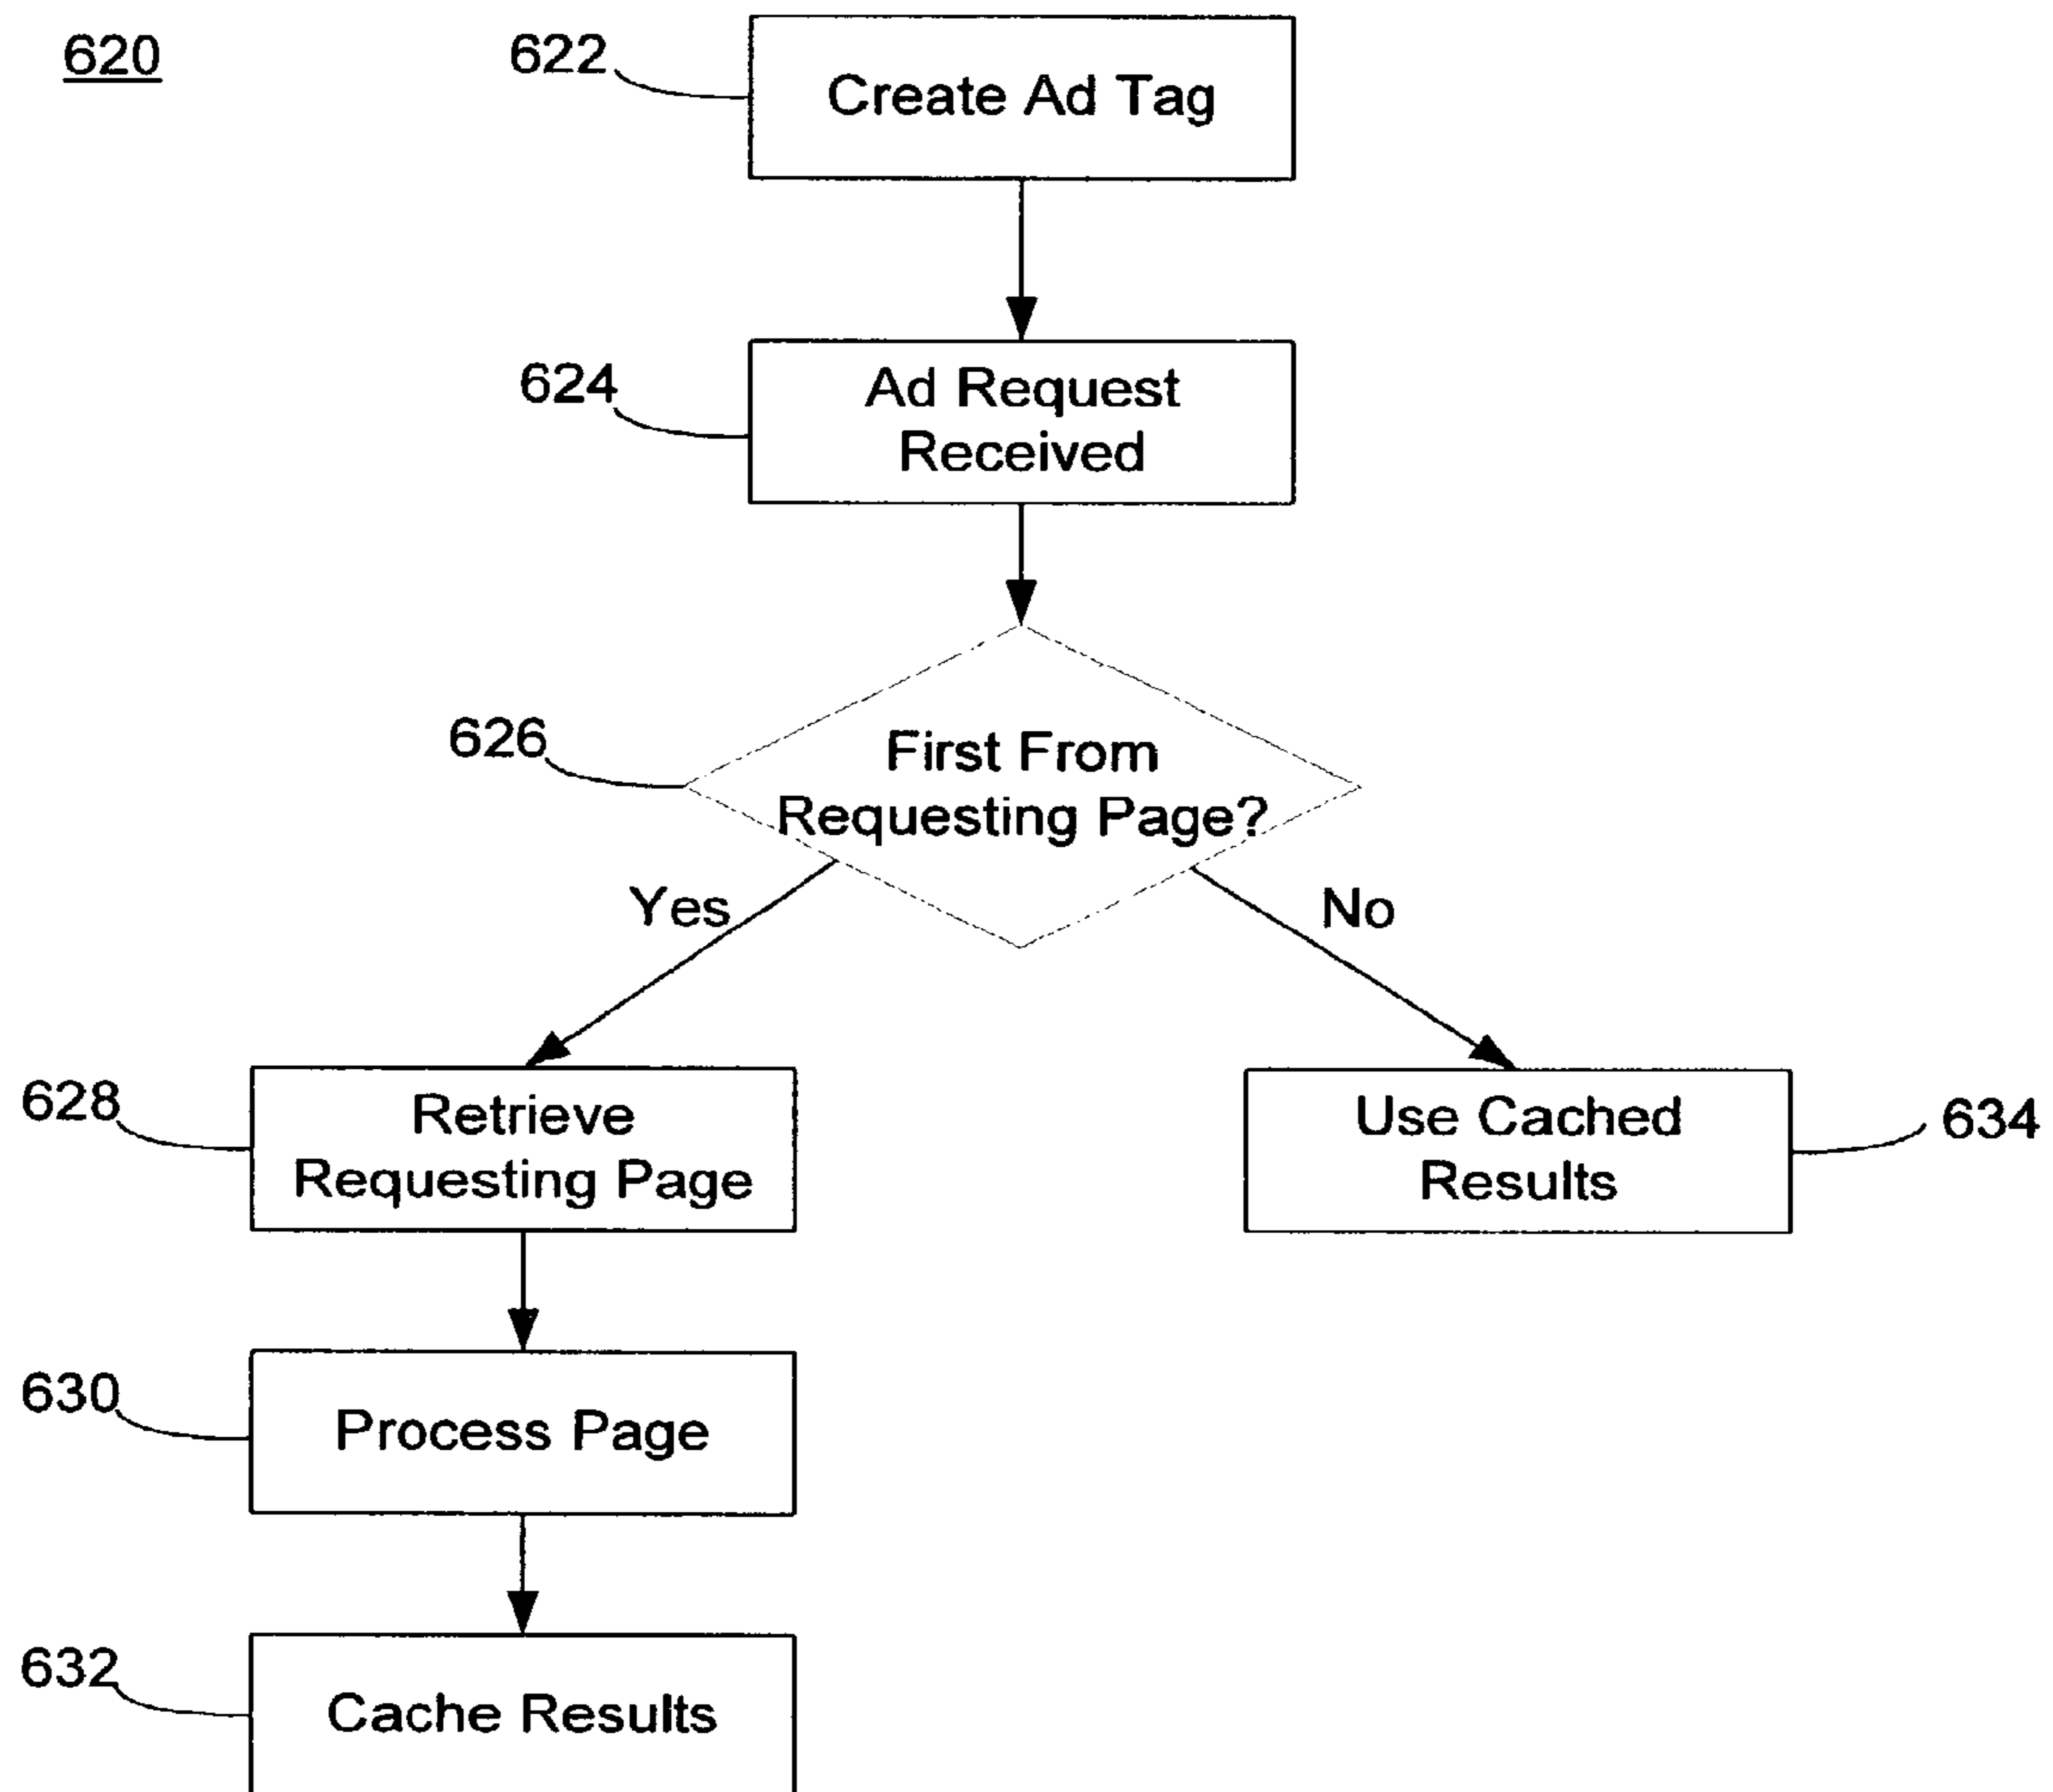 620
622
Create Ad Tag
624
Ad Request
Received
626
First From
Requesting Page?
Yes
No
628
Retrieve
Requesting Page
Use Cached
Results
634
630
Process Page
632
Cache Results